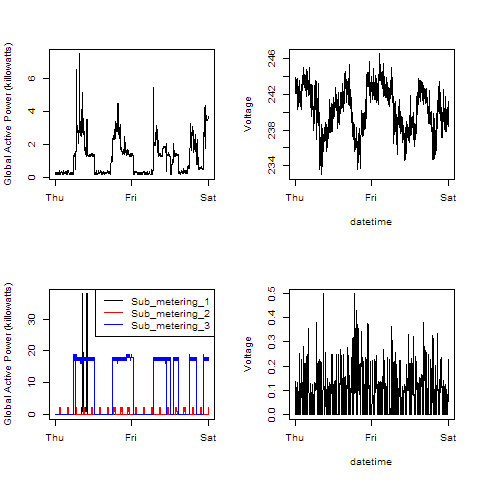 Global Active Power (killowatts)
0 2 4 6
Thu Fri Sat
Voltage
234 238 242 246
Thu Fri Sat
datetime
Global Active Power (killowatts)
0 10 20 30
Sub_metering_1
Sub_metering_2
Sub_metering_3
Thu Fri Sat
Voltage
0.0 0.1 0.2 0.3 0.4 0.5
Thu Fri Sat
datetime